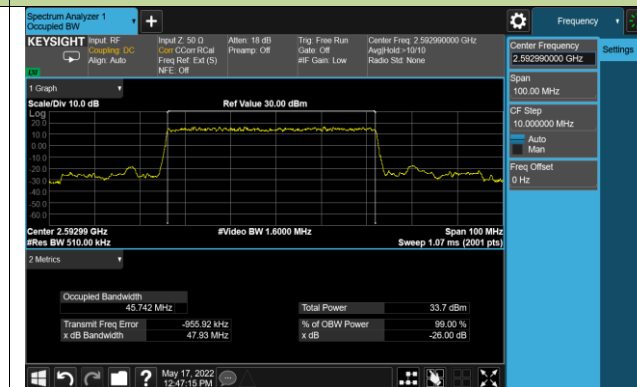 Spectrum Analyzer 1
Occupied BW
Frequency
KEYSIGHT
Input: RF
Coupling: DC
Align: Auto
Input Z: 50 Ω
Corr CCorr RCal
Freq Ref: Ext (S)
NFE: Off
Atten: 18 dB
Preamp: Off
Trig: Free Run
Gate: Off
#IF Gain: Low
Center Freq: 2.592990000 GHz
Avg|Hold:>10/10
Radio Std: None
Center Frequency
2.592990000 GHz
Settings
Span
100.00 MHz
CF Step
10.000000 MHz
Auto
Man
Freq Offset
0 Hz
1 Graph
Scale/Div 10.0 dB
Ref Value 30.00 dBm
Log
20.0
10.0
0.00
-10.0
-20.0
-30.0
-40.0
-50.0
-60.0
Center 2.59299 GHz
#Video BW 1.6000 MHz
Span 100 MHz
#Res BW 510.00 kHz
Sweep 1.07 ms (2001 pts)
2 Metrics
Occupied Bandwidth
45.742 MHz
Total Power
33.7 dBm
Transmit Freq Error
-955.92 kHz
% of OBW Power
99.00 %
x dB Bandwidth
47.93 MHz
x dB
-26.00 dB
May 17, 2022
12:47:15 PM